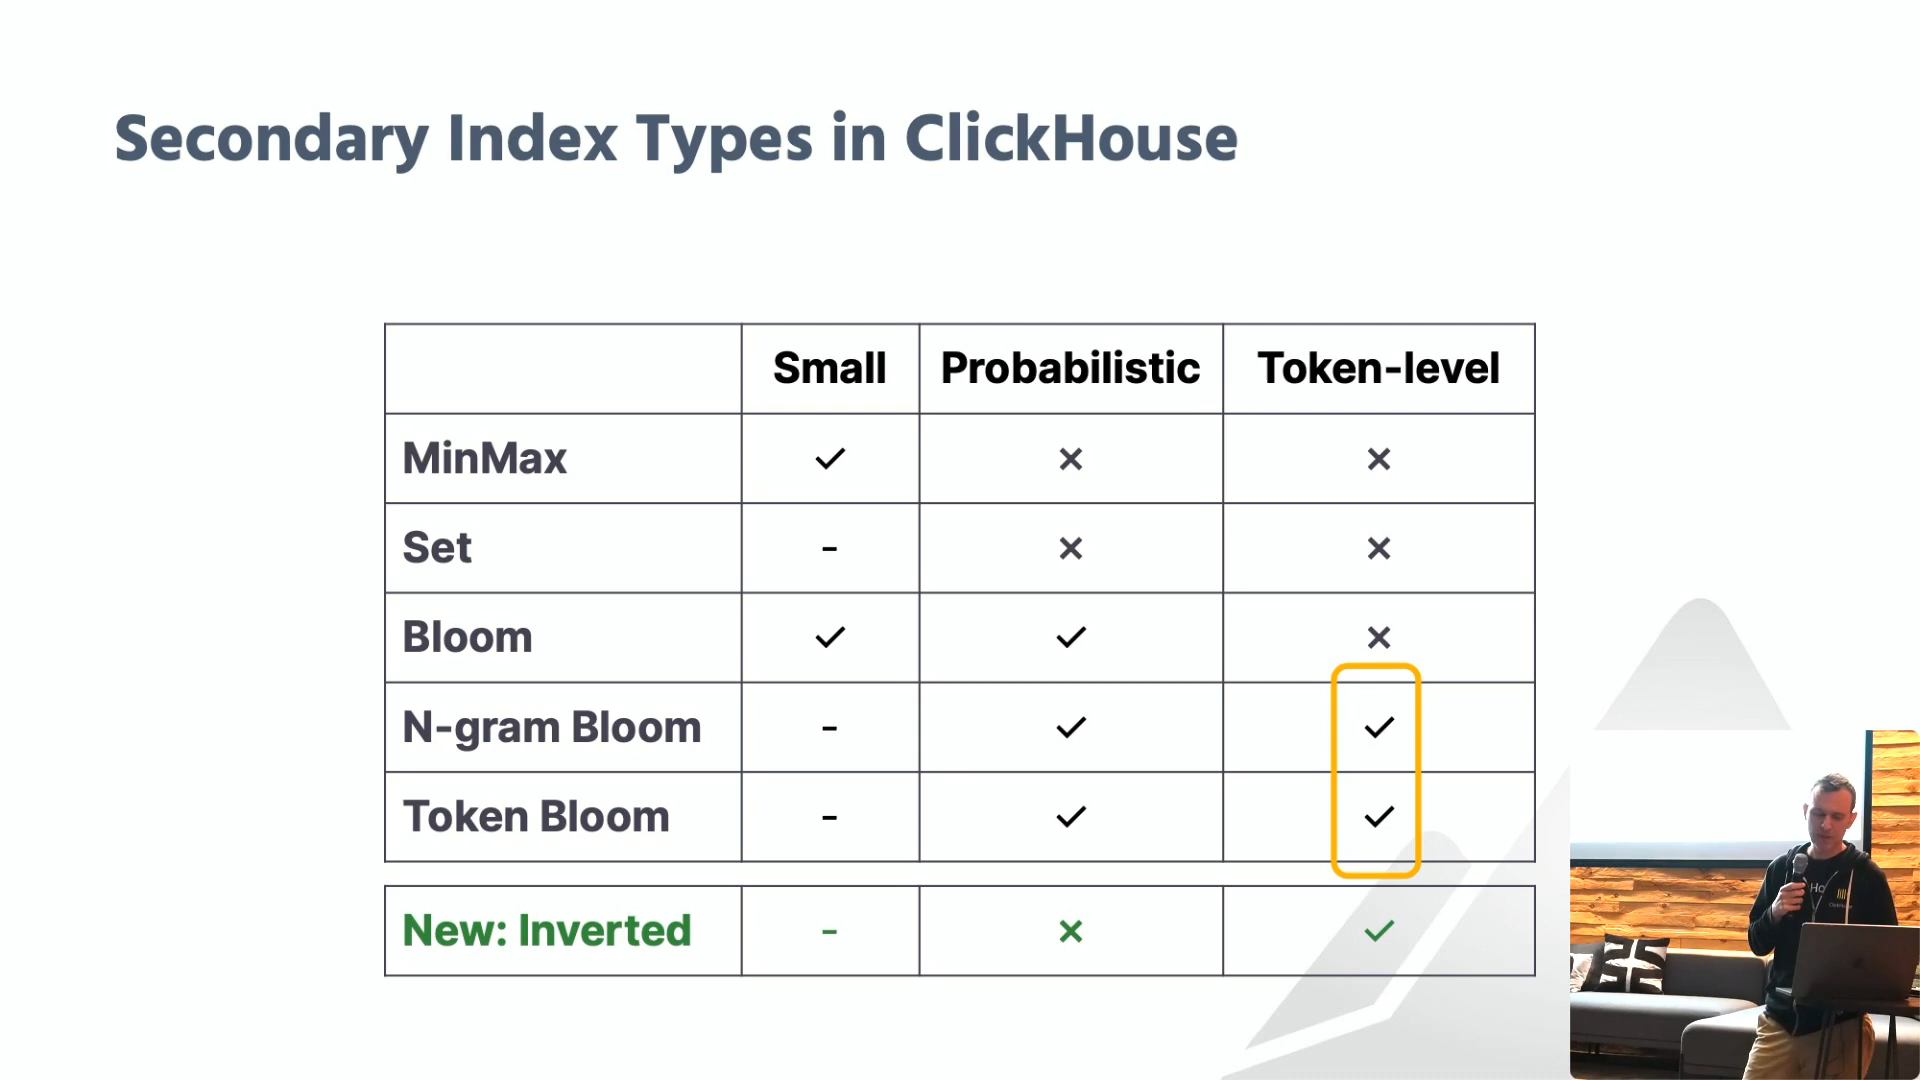 Secondary Index Types in ClickHouse
Small Probabilistic Token-level
MinMax ✓ × ×
Set - × ×
Bloom ✓ ✓ ×
N-gram Bloom - ✓ ✓
Token Bloom - ✓ ✓
New: Inverted - × ✓